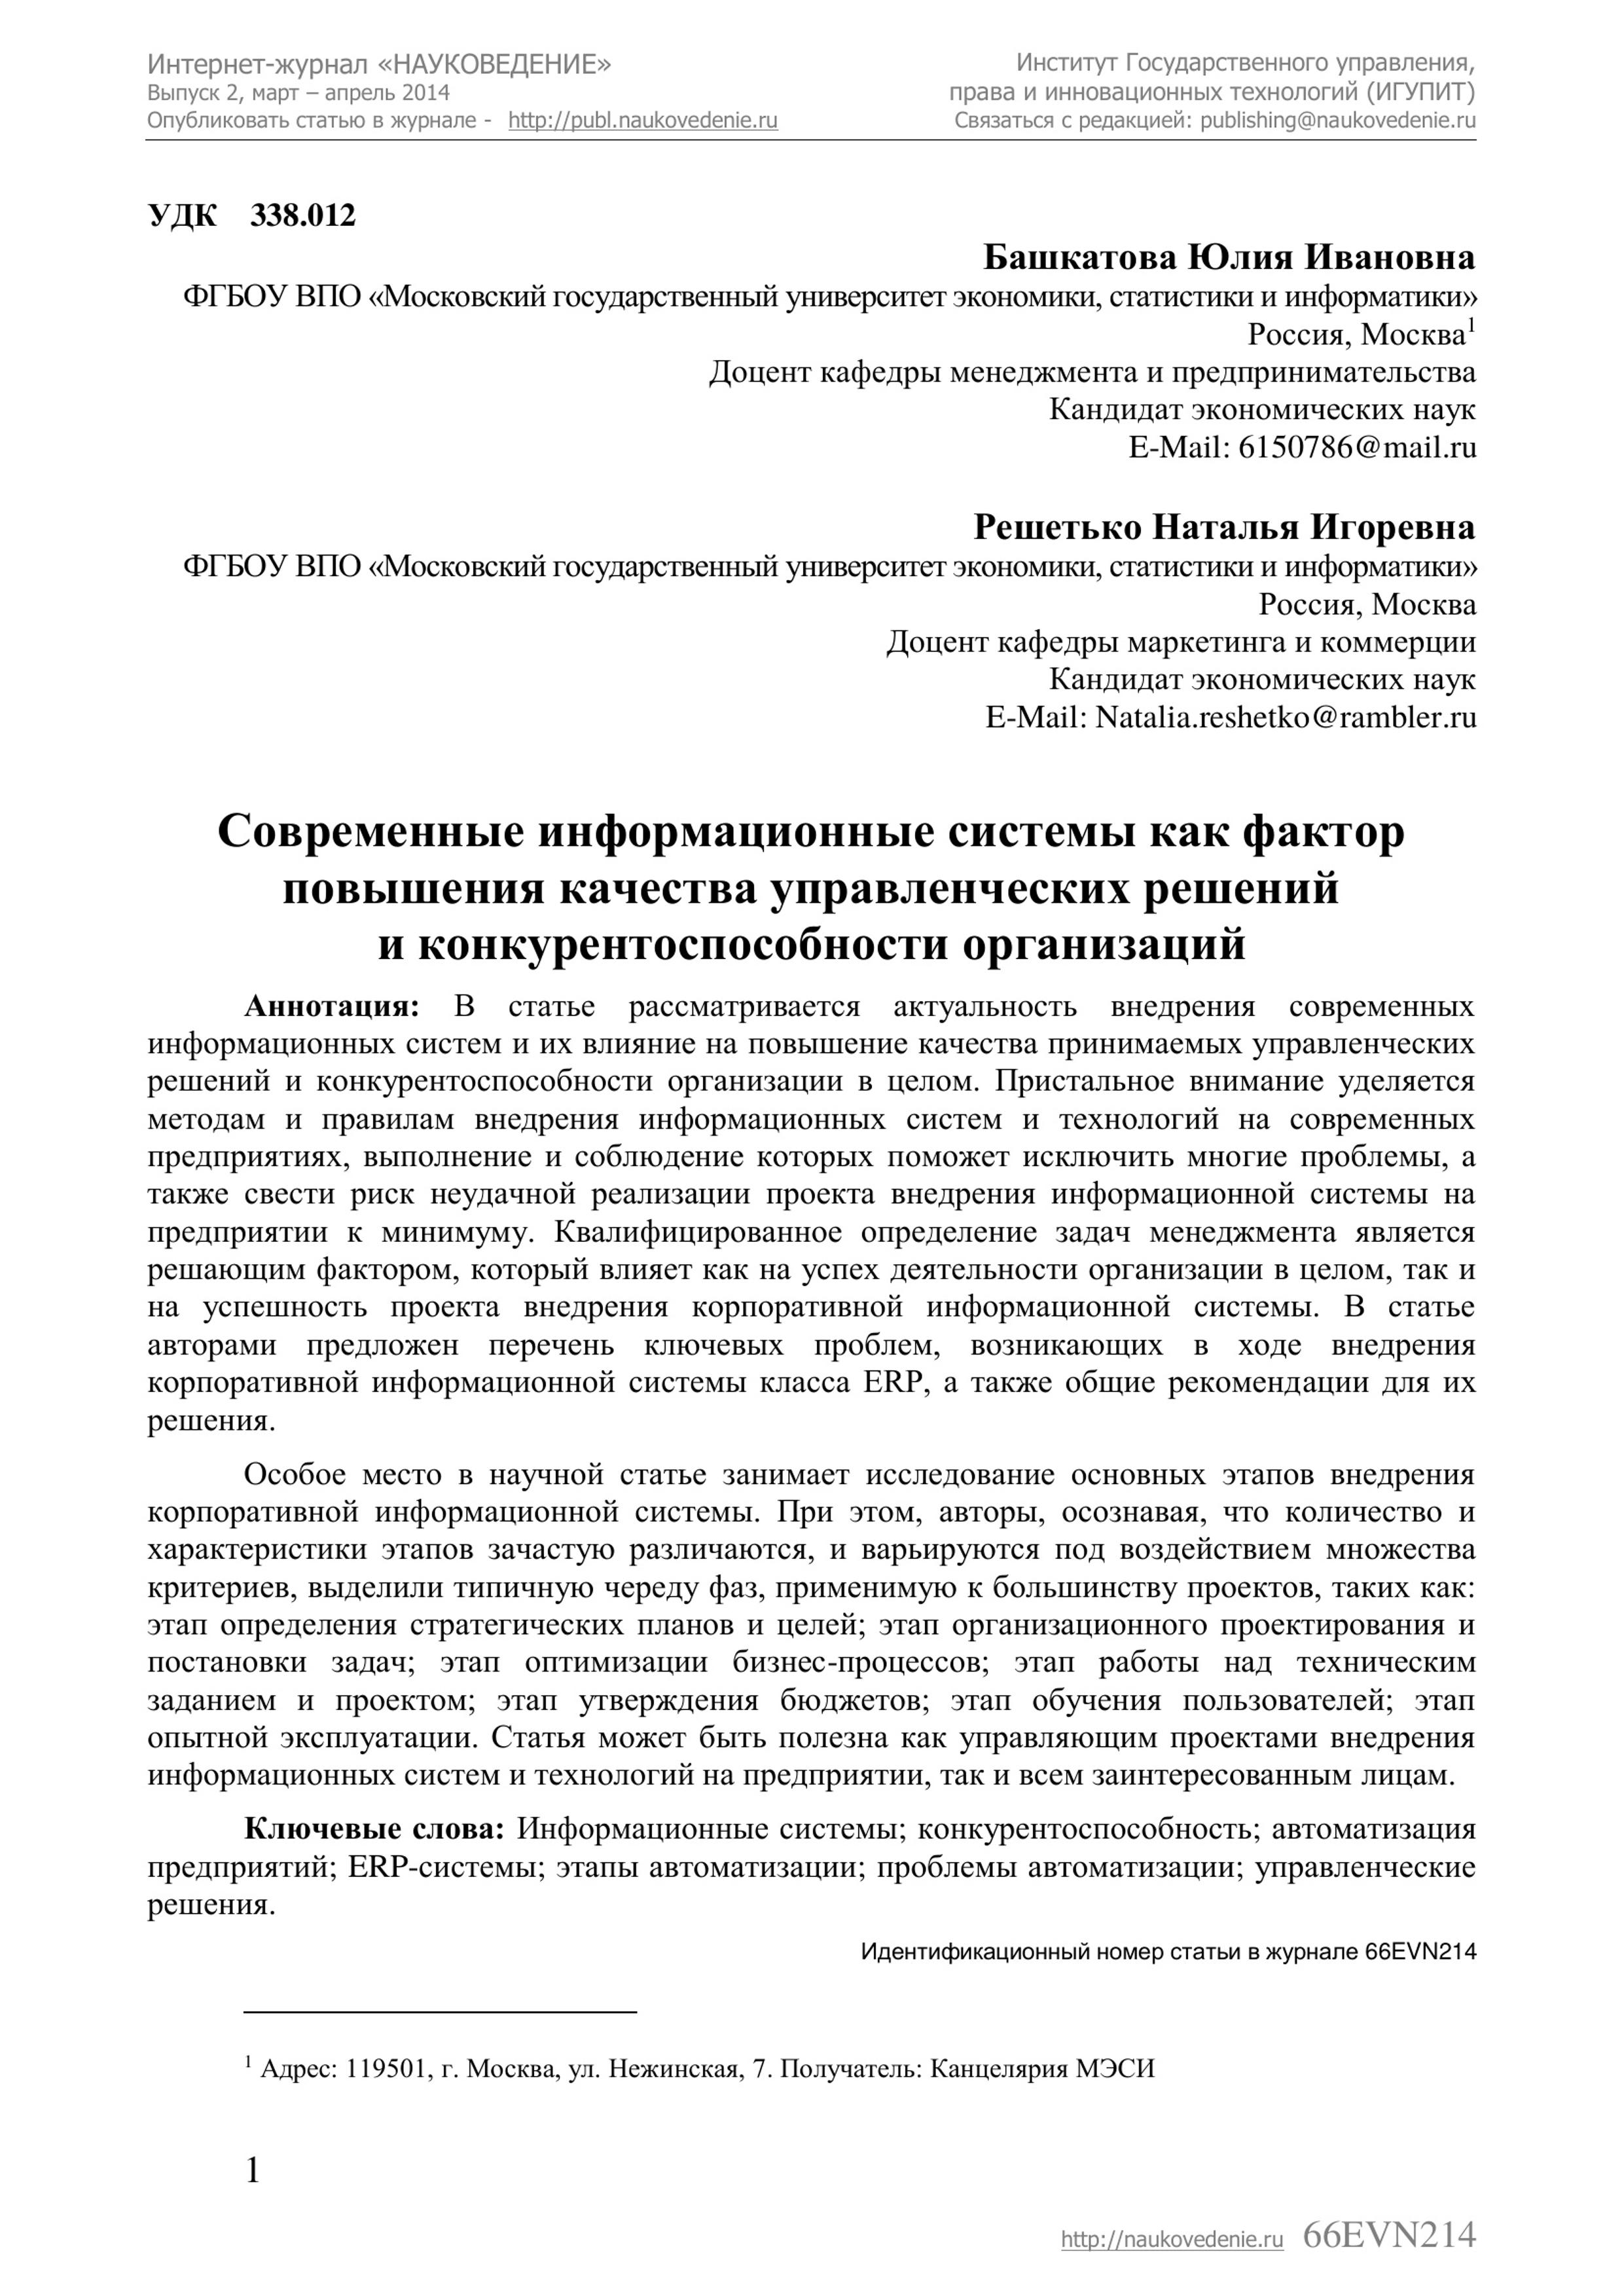 Интернет-журнал «НАУКОВЕДЕНИЕ»
Выпуск 2, март – апрель 2014
Опубликовать статью в журнале - http://publ.naukovedenie.ru
Институт Государственного управления,
права и инновационных технологий (ИГУПИТ)
Связаться с редакцией: publishing@naukovedenie.ru
УДК 338.012
Башкатова Юлия Ивановна
ФГБОУ ВПО «Московский государственный университет экономики, статистики и информатики»
Россия, Москва¹
Доцент кафедры менеджмента и предпринимательства
Кандидат экономических наук
E-Mail: 6150786@mail.ru
Решетько Наталья Игоревна
ФГБОУ ВПО «Московский государственный университет экономики, статистики и информатики»
Россия, Москва
Доцент кафедры маркетинга и коммерции
Кандидат экономических наук
E-Mail: Natalia.reshetko@rambler.ru
Современные информационные системы как фактор
повышения качества управленческих решений
и конкурентоспособности организаций
Аннотация: В статье рассматривается актуальность внедрения современных
информационных систем и их влияние на повышение качества принимаемых управленческих
решений и конкурентоспособности организации в целом. Пристальное внимание уделяется
методам и правилам внедрения информационных систем и технологий на современных
предприятиях, выполнение и соблюдение которых поможет исключить многие проблемы, а
также свести риск неудачной реализации проекта внедрения информационной системы на
предприятии к минимуму. Квалифицированное определение задач менеджмента является
решающим фактором, который влияет как на успех деятельности организации в целом, так и
на успешность проекта внедрения корпоративной информационной системы. В статье
авторами предложен перечень ключевых проблем, возникающих в ходе внедрения
корпоративной информационной системы класса ERP, а также общие рекомендации для их
решения.
Особое место в научной статье занимает исследование основных этапов внедрения
корпоративной информационной системы. При этом, авторы, осознавая, что количество и
характеристики этапов зачастую различаются, и варьируются под воздействием множества
критериев, выделили типичную череду фаз, применимую к большинству проектов, таких как:
этап определения стратегических планов и целей; этап организационного проектирования и
постановки задач; этап оптимизации бизнес-процессов; этап работы над техническим
заданием и проектом; этап утверждения бюджетов; этап обучения пользователей; этап
опытной эксплуатации. Статья может быть полезна как управляющим проектами внедрения
информационных систем и технологий на предприятии, так и всем заинтересованным лицам.
Ключевые слова: Информационные системы; конкурентоспособность; автоматизация
предприятий; ERP-системы; этапы автоматизации; проблемы автоматизации; управленческие
решения.
Идентификационный номер статьи в журнале 66EVN214
¹ Адрес: 119501, г. Москва, ул. Нежинская, 7. Получатель: Канцелярия МЭСИ
1
http://naukovedenie.ru 66EVN214